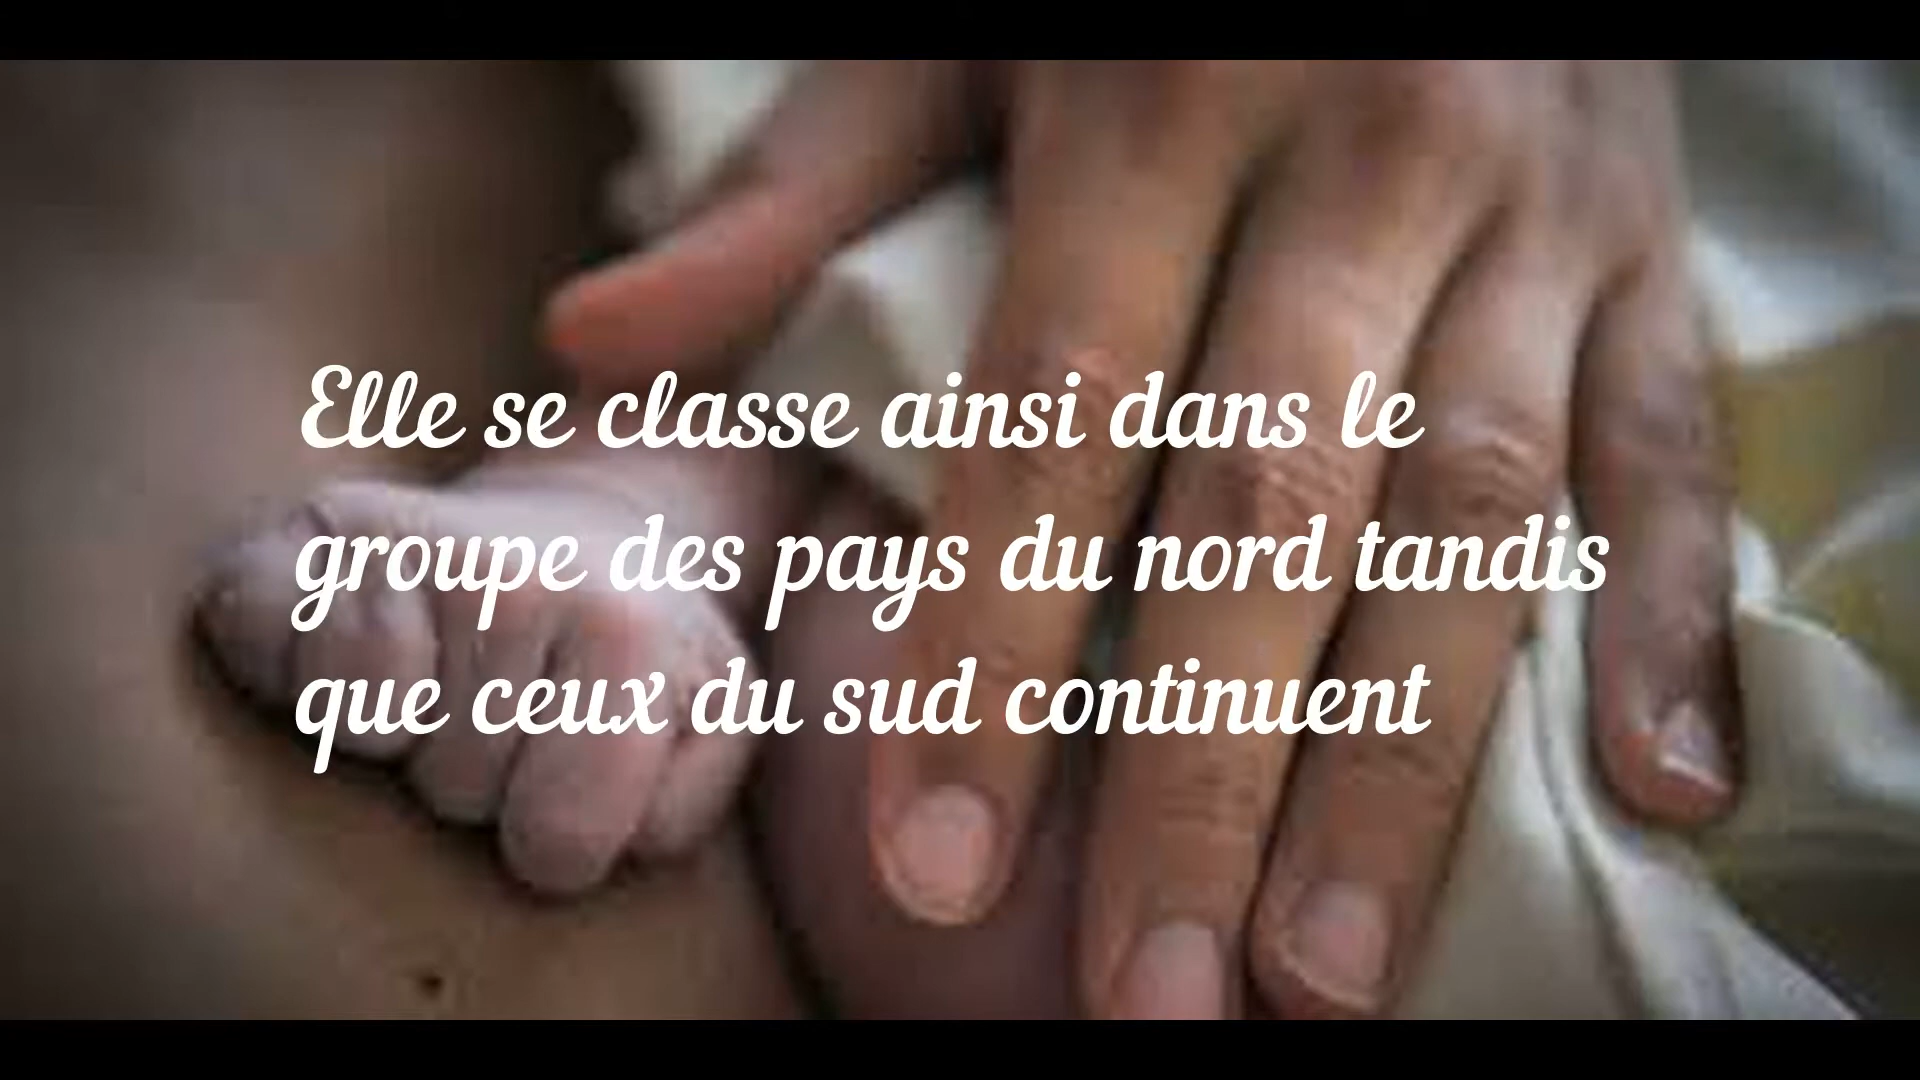 Elle se classe ainsi dans le
groupe des pays du nord tandis
que ceux du sud continuent